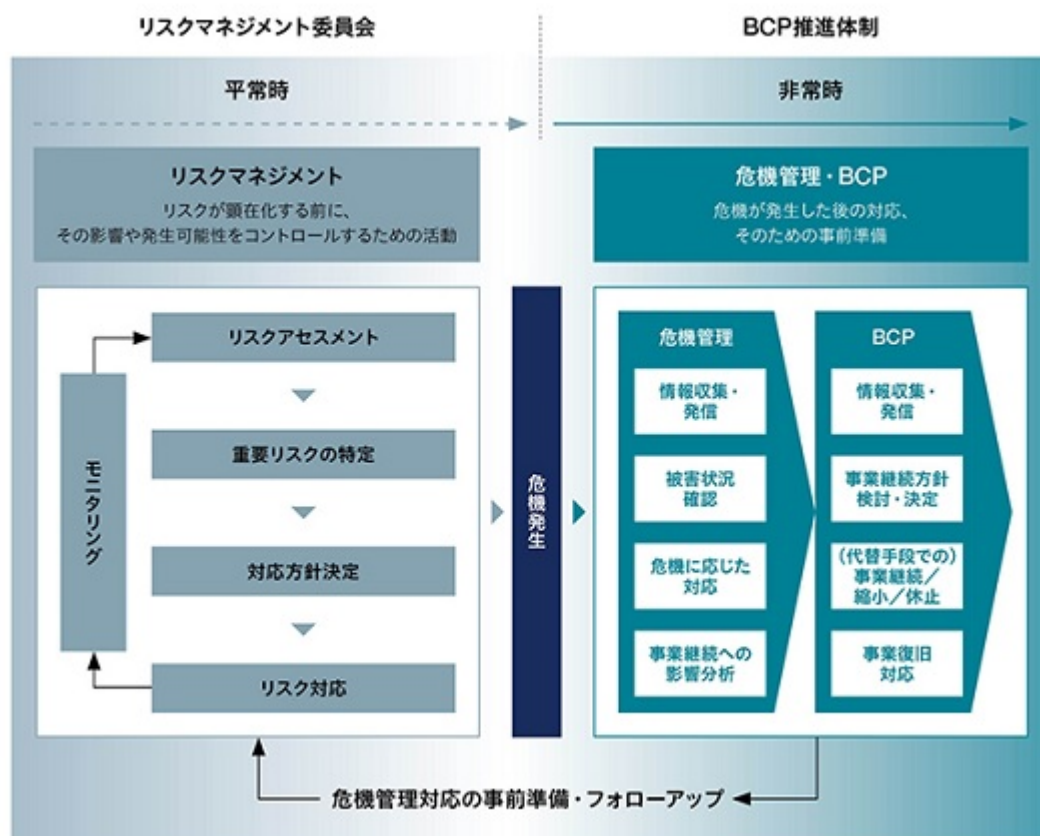 リスクマネジメント委員会
BCP推進体制
平常時
非常時
リスクマネジメント
リスクが顕在化する前に、
その影響や発生可能性をコントロールするための活動
危機管理・BCP
危機が発生した後の対応、
そのための事前準備
モニタリング
リスクアセスメント
重要リスクの特定
対応方針決定
リスク対応
危機発生
危機管理
情報収集・
発信
被害状況
確認
危機に応じた
対応
事業継続への
影響分析
BCP
情報収集・
発信
事業継続方針
検討・決定
(代替手段での)
事業継続／
縮小／休止
事業復旧
対応
危機管理対応の事前準備・フォローアップ